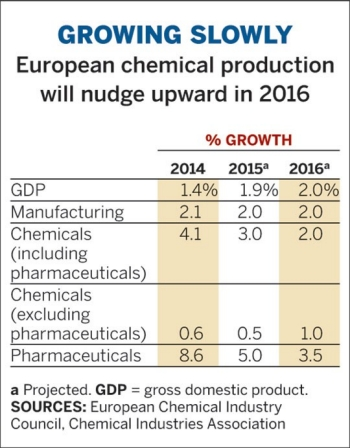 GROWING SLOWLY
European chemical production
will nudge upward in 2016
% GROWTH
2014 2015ª 2016ª
GDP 1.4% 1.9% 2.0%
Manufacturing 2.1 2.0 2.0
Chemicals 4.1 3.0 2.0
(including
pharmaceuticals)
Chemicals
(excluding
pharmaceuticals) 0.6 0.5 1.0
Pharmaceuticals 8.6 5.0 3.5
a Projected. GDP = gross domestic product.
SOURCES: European Chemical Industry
Council, Chemical Industries Association